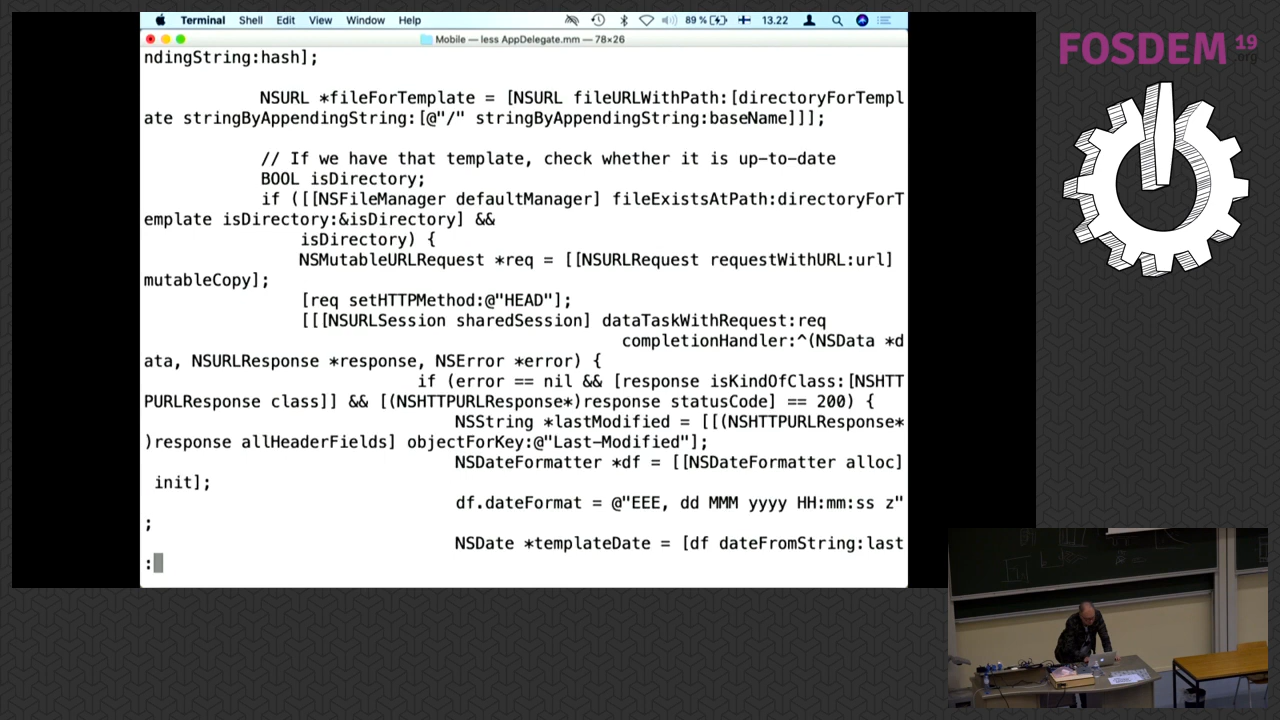 Terminal Shell Edit View Window Help 89 % 13.22
Mobile — less AppDelegate.mm — 78×26
ndingString:hash];
NSURL *fileForTemplate = [NSURL fileURLWithPath:[directoryForTempl
ate stringByAppendingString:[@"/" stringByAppendingString:baseName]]];
// If we have that template, check whether it is up-to-date
BOOL isDirectory;
if ([[NSFileManager defaultManager] fileExistsAtPath:directoryForT
emplate isDirectory:&isDirectory] &&
isDirectory) {
NSMutableURLRequest *req = [[NSURLRequest requestWithURL:url]
mutableCopy];
[req setHTTPMethod:@"HEAD"];
[[[NSURLSession sharedSession] dataTaskWithRequest:req
completionHandler:^(NSData *d
ata, NSURLResponse *response, NSError *error) {
if (error == nil && [response isKindOfClass:[NSHTT
PURLResponse class]] && [(NSHTTPURLResponse*)response statusCode] == 200) {
NSString *lastModified = [[(NSHTTPURLResponse*
)response allHeaderFields] objectForKey:@"Last-Modified"];
NSDateFormatter *df = [[NSDateFormatter alloc]
init];
df.dateFormat = @"EEE, dd MMM yyyy HH:mm:ss z"
;
NSDate *templateDate = [df dateFromString:last
:
FOSDEM 19
.org